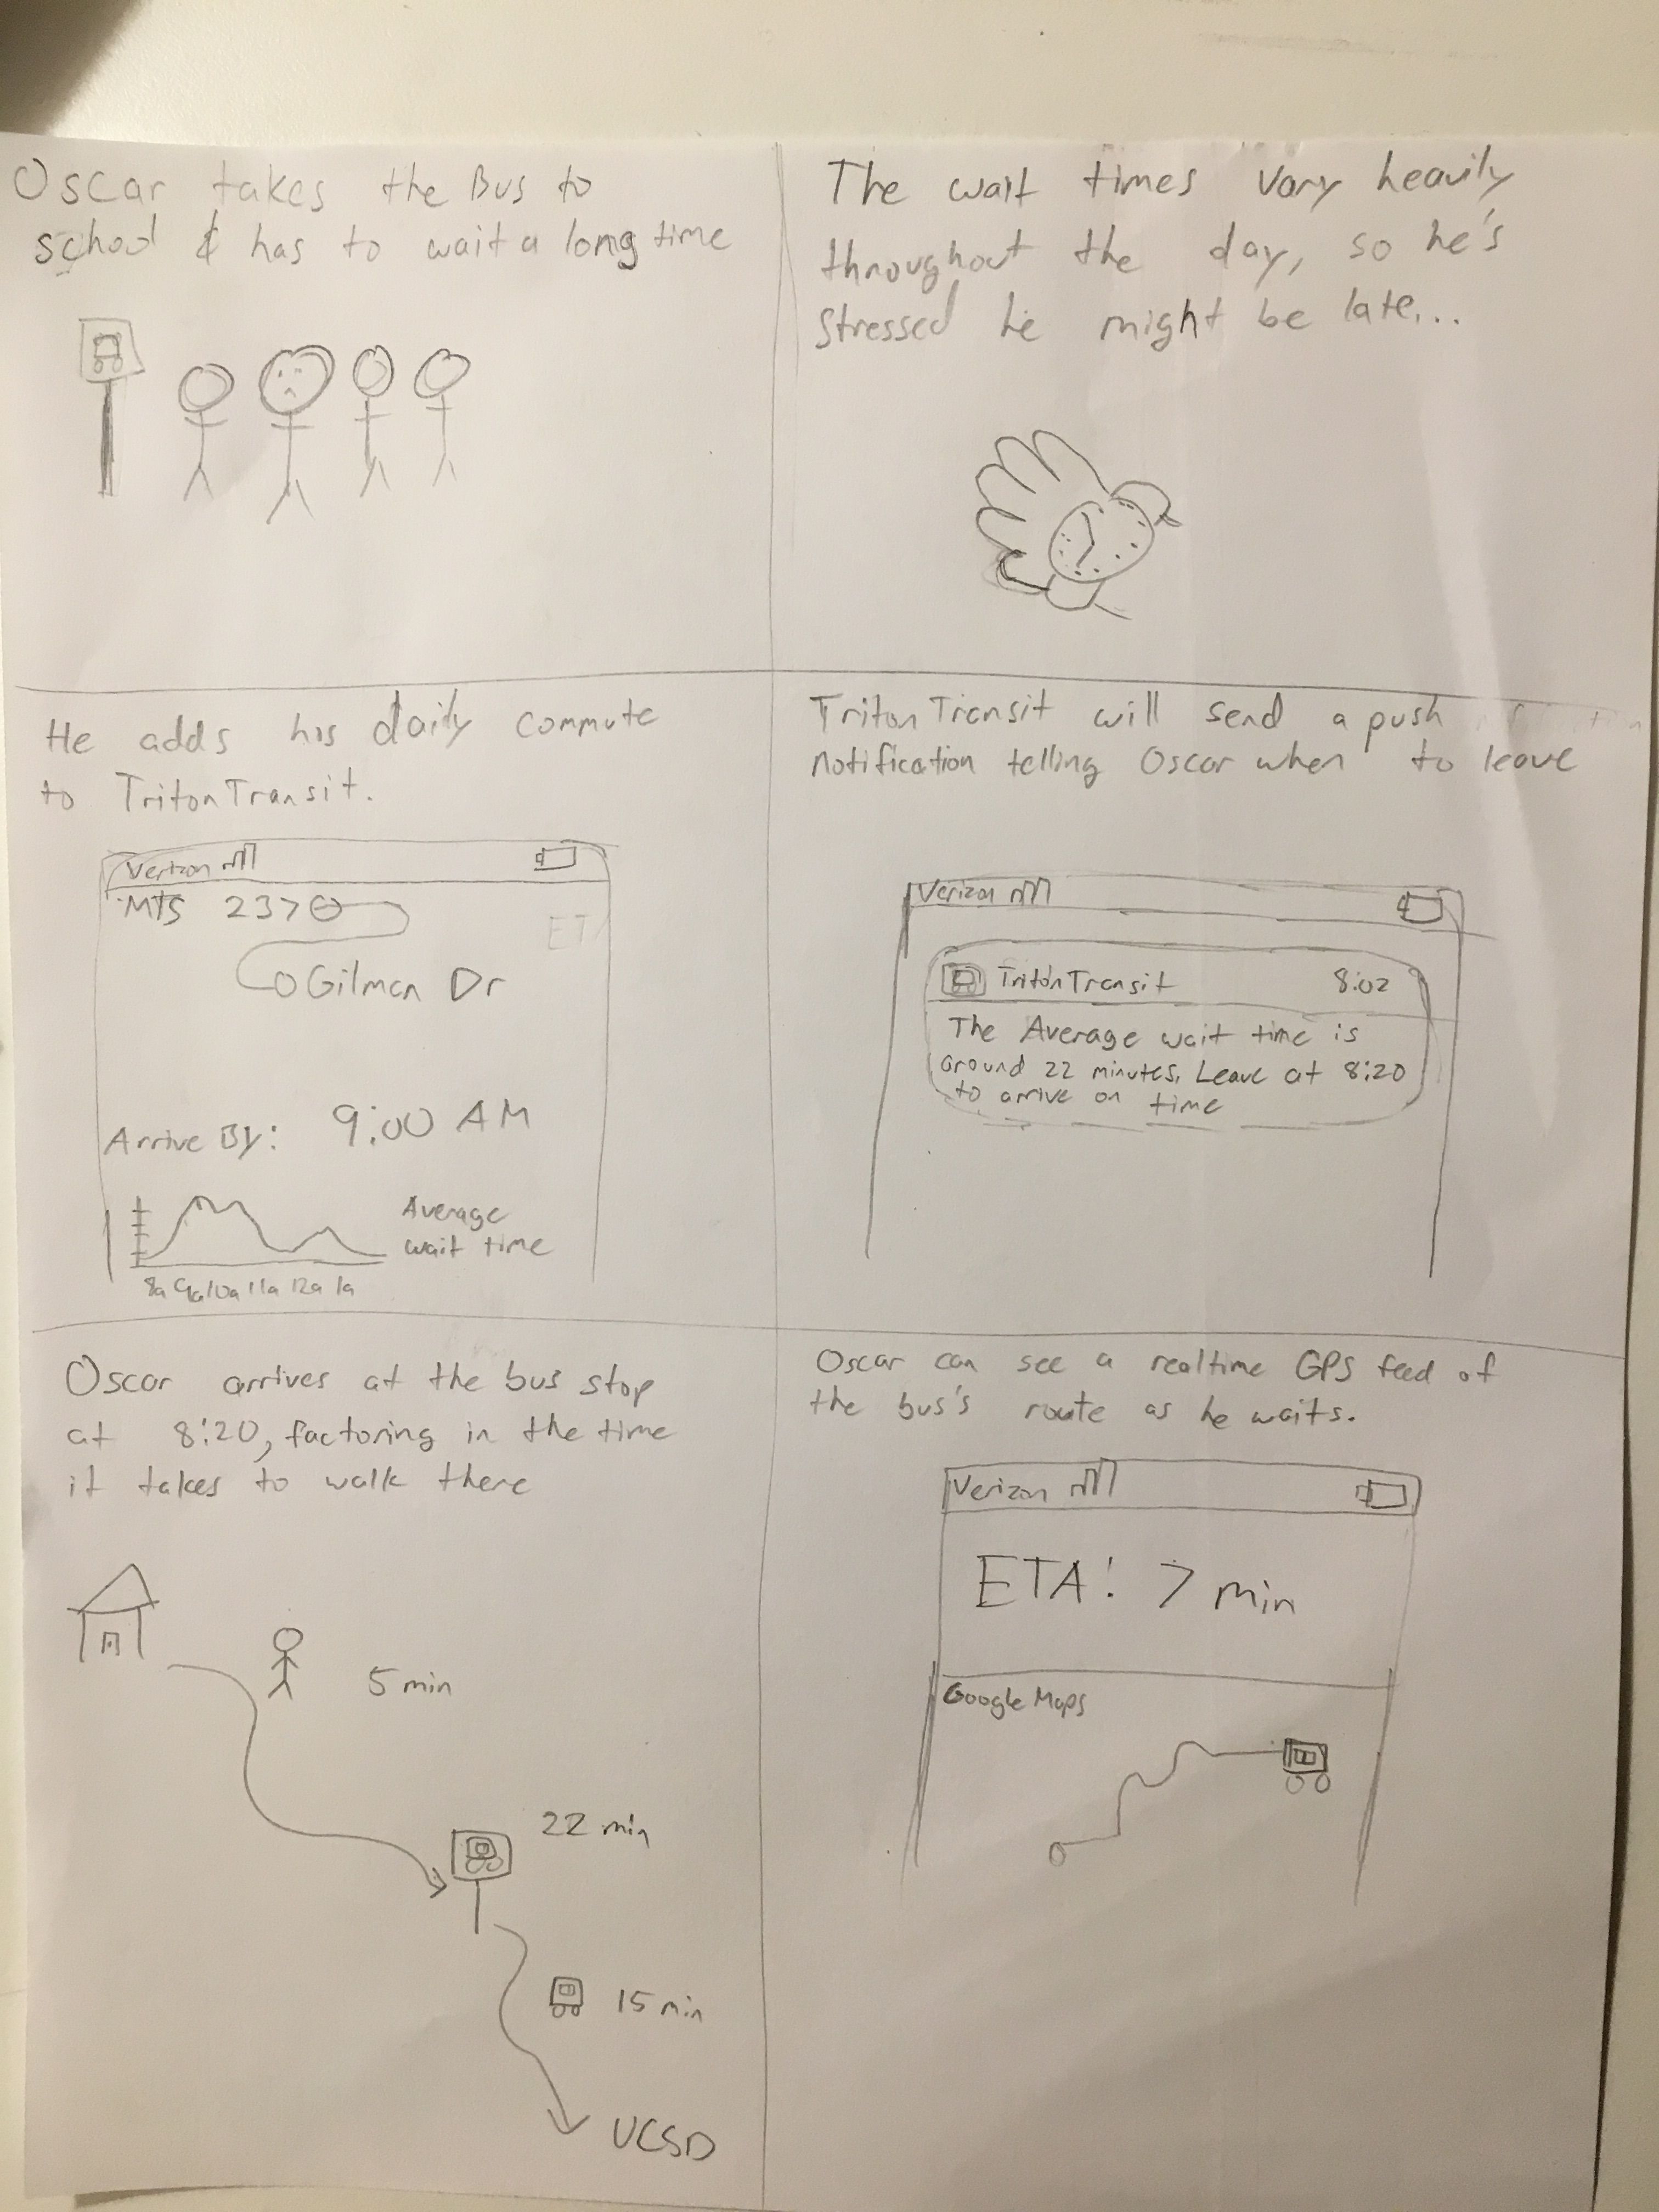 Oscar takes the Bus to
school & has to wait a long time
The wait times vary heavily
throughout the day, so he's
stressed he might be late...
He adds his daily commute
to TritonTransit.
Verizon
MTS 237
ETA
Gilman Dr
Arrive By: 9:00 AM
Average
wait time
8a 9a 10a 11a 12a 1a
TritonTransit will send a push
notification telling Oscar when to leave
Verizon
TritonTransit 8:02
The Average wait time is
around 22 minutes. Leave at 8:20
to arrive on time
Oscar arrives at the bus stop
at 8:20, factoring in the time
it takes to walk there
5 min
22 min
15 min
UCSD
Oscar can see a realtime GPS feed of
the bus's route as he waits.
Verizon
ETA: 7 min
Google Maps